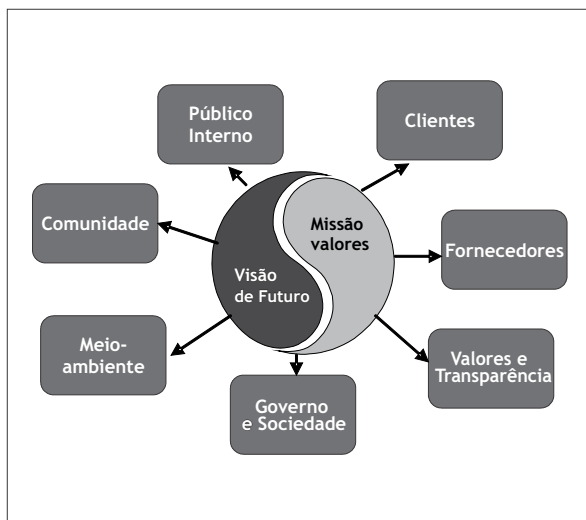 Público
Interno
Clientes
Comunidade
Missão
valores
Fornecedores
Visão
de Futuro
Meio-
ambiente
Valores e
Transparência
Governo
e Sociedade